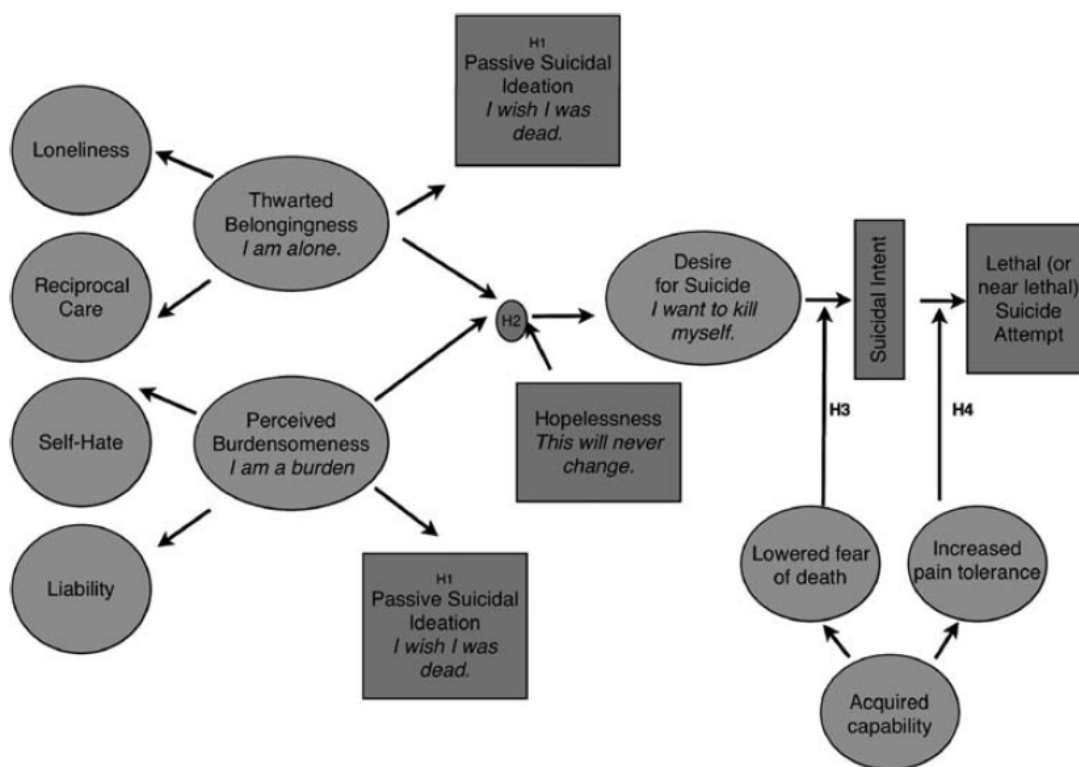 H1
Passive Suicidal
Ideation
I wish I was
dead.
Loneliness
Thwarted
Belongingness
I am alone.
Reciprocal
Care
Desire
for Suicide
I want to kill
myself.
Suicidal Intent
Lethal (or
near lethal)
Suicide
Attempt
H2
Self-Hate
Perceived
Burdensomeness
I am a burden
Hopelessness
This will never
change.
H3
H4
Liability
H1
Passive Suicidal
Ideation
I wish I was
dead.
Lowered fear
of death
Increased
pain tolerance
Acquired
capability